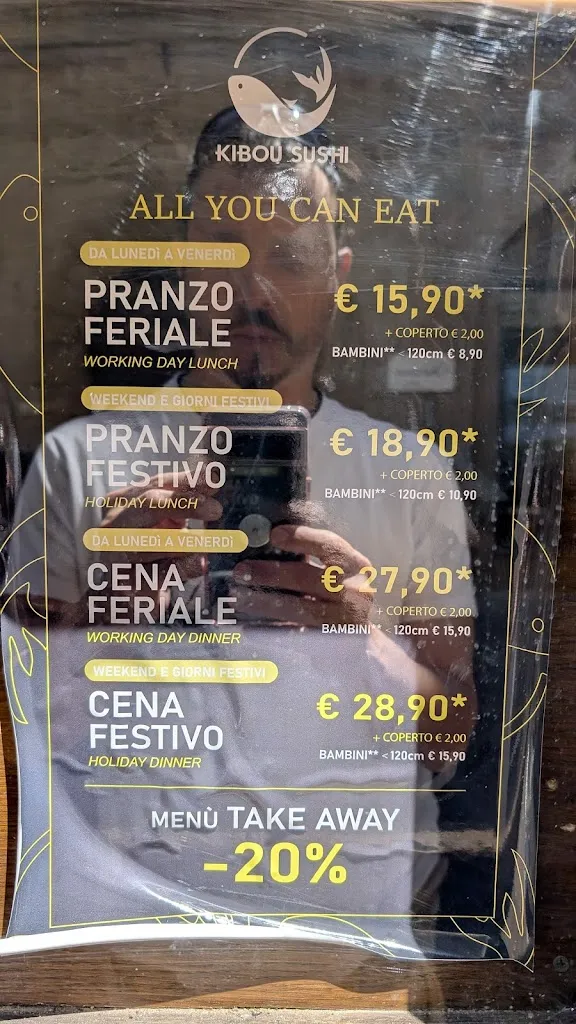 KIBOU SUSHI
ALL YOU CAN EAT
DA LUNEDÌ A VENERDÌ
PRANZO
FERIALE
WORKING DAY LUNCH
€ 15,90*
+ COPERTO € 2,00
BAMBINI** < 120cm € 8,90
WEEKEND E GIORNI FESTIVI
PRANZO
FESTIVO
HOLIDAY LUNCH
€ 18,90*
+ COPERTO € 2,00
BAMBINI** < 120cm € 10,90
DA LUNEDÌ A VENERDÌ
CENA
FERIALE
WORKING DAY DINNER
€ 27,90*
+ COPERTO € 2,00
BAMBINI** < 120cm € 15,90
WEEKEND E GIORNI FESTIVI
CENA
FESTIVO
HOLIDAY DINNER
€ 28,90*
+ COPERTO € 2,00
BAMBINI** < 120cm € 15,90
MENÙ TAKE AWAY
-20%